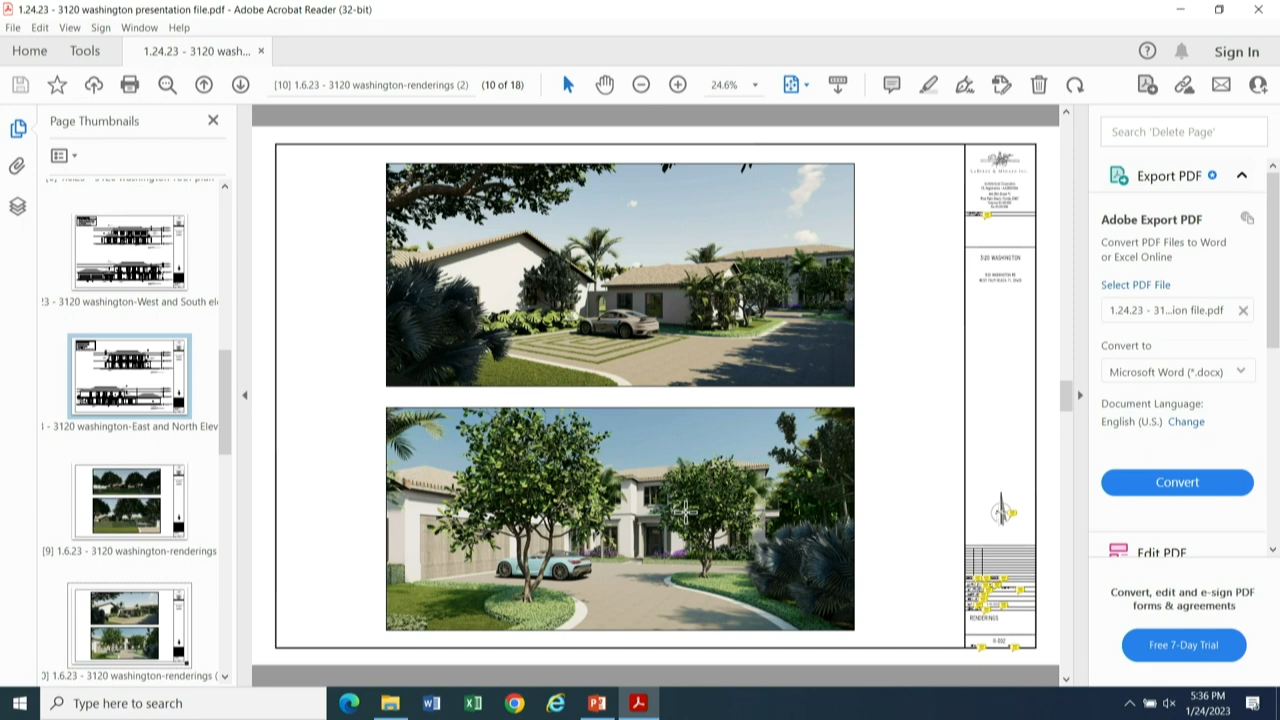 1.24.23 - 3120 washington presentation file.pdf - Adobe Acrobat Reader (32-bit)
File Edit View Sign Window Help
Home Tools 1.24.23 - 3120 wash... × Sign In
[10] 1.6.23 - 3120 washington-renderings (2) (10 of 18) 24.6%
Page Thumbnails
3 - 3120 washington-West and South el
- 3120 washington-East and North Elev
[9] 1.6.23 - 3120 washington-renderings
)] 1.6.23 - 3120 washington-renderings (
3120 WASHINGTON
RENDERINGS
Search 'Delete Page'
Export PDF
Adobe Export PDF
Convert PDF Files to Word
or Excel Online
Select PDF File
1.24.23 - 31...ion file.pdf
Convert to
Microsoft Word (*.docx)
Document Language:
English (U.S.) Change
Convert
Edit PDF
Convert, edit and e-sign PDF
forms & agreements
Free 7-Day Trial
Type here to search
5:36 PM
1/24/2023